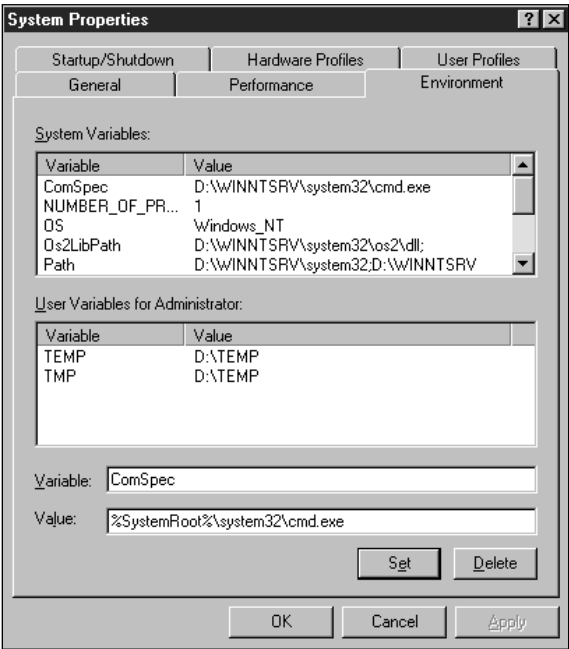 System Properties
Startup/Shutdown Hardware Profiles User Profiles
General Performance Environment
System Variables:
Variable Value
ComSpec D:\WINNTSRV\system32\cmd.exe
NUMBER_OF_PR... 1
OS Windows_NT
Os2LibPath D:\WINNTSRV\system32\os2\dll;
Path D:\WINNTSRV\system32;D:\WINNTSRV
User Variables for Administrator:
Variable Value
TEMP D:\TEMP
TMP D:\TEMP
Variable: ComSpec
Value: %SystemRoot%\system32\cmd.exe
Set Delete
OK Cancel Apply